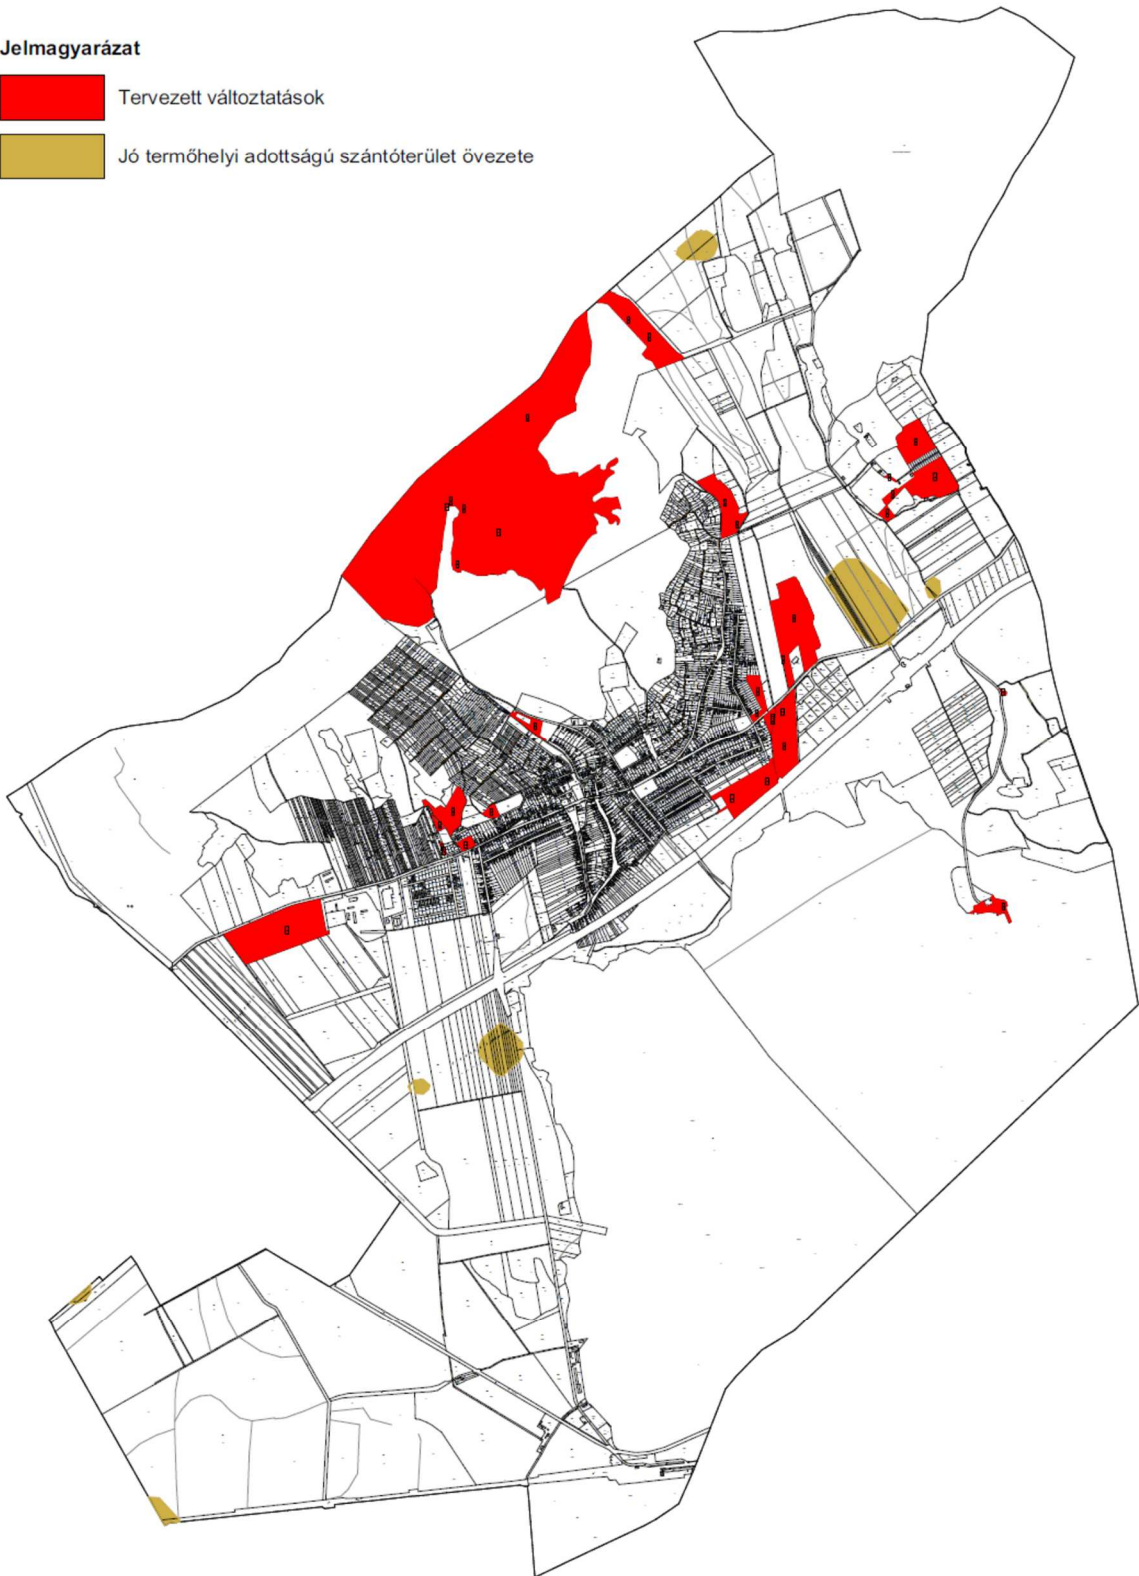 Jelmagyarázat
Tervezett változtatások
Jó termőhelyi adottságú szántóterület övezete